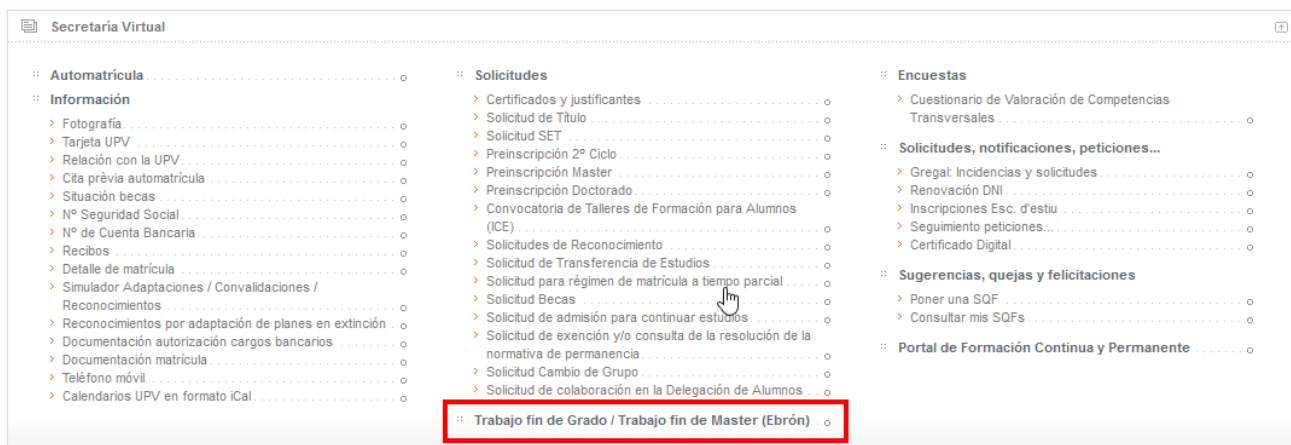 Secretaría Virtual
Automatrícula
Información
Fotografía
Tarjeta UPV
Relación con la UPV
Cita prèvia automatrícula
Situación becas
Nº Seguridad Social
Nº de Cuenta Bancaria
Recibos
Detalle de matrícula
Simulador Adaptaciones / Convalidaciones /
Reconocimientos
Reconocimientos por adaptación de planes en extinción
Documentación autorización cargos bancarios
Documentación matrícula
Teléfono móvil
Calendarios UPV en formato iCal
Solicitudes
Certificados y justificantes
Solicitud de Título
Solicitud SET
Preinscripción 2º Ciclo
Preinscripción Master
Preinscripción Doctorado
Convocatoria de Talleres de Formación para Alumnos
(ICE)
Solicitudes de Reconocimiento
Solicitud de Transferencia de Estudios
Solicitud para régimen de matrícula a tiempo parcial
Solicitud Becas
Solicitud de admisión para continuar estudios
Solicitud de exención y/o consulta de la resolución de la
normativa de permanencia
Solicitud Cambio de Grupo
Solicitud de colaboración en la Delegación de Alumnos
Trabajo fin de Grado / Trabajo fin de Master (Ebrón)
Encuestas
Cuestionario de Valoración de Competencias
Transversales
Solicitudes, notificaciones, peticiones...
Gregal: Incidencias y solicitudes
Renovación DNI
Inscripciones Esc. d'estiu
Seguimiento peticiones...
Certificado Digital
Sugerencias, quejas y felicitaciones
Poner una SQF
Consultar mis SQFs
Portal de Formación Continua y Permanente